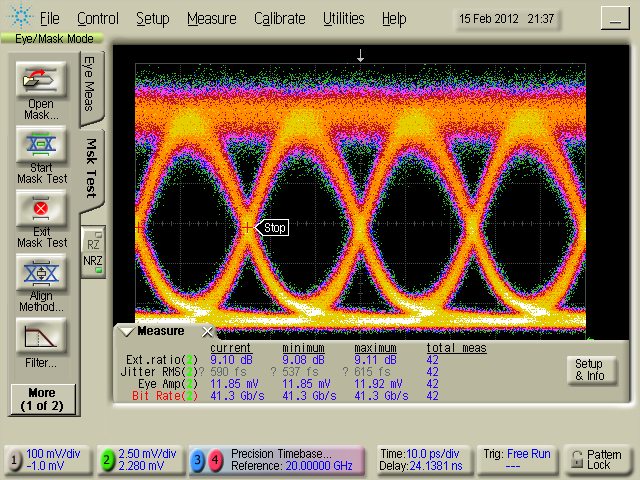 File Control Setup Measure Calibrate Utilities Help 15 Feb 2012 21:37
Eye/Mask Mode
Eye Meas
Msk Test
Open
Mask...
Start
Mask Test
Exit
Mask Test
RZ
NRZ
Align
Method...
Filter...
More
(1 of 2)
Stop
Measure
current minimum maximum total meas
Ext.ratio(2) 9.10 dB 9.08 dB 9.11 dB 42
Jitter RMS(2) ? 590 fs ? 537 fs ? 615 fs 42
Eye Amp(2) 11.85 mV 11.85 mV 11.92 mV 42
Bit Rate(2) 41.3 Gb/s 41.3 Gb/s 41.3 Gb/s 42
Setup
& Info
1 100 mV/div
-1.0 mV
2 2.50 mV/div
2.280 mV
3 4 Precision Timebase...
Reference: 20.00000 GHz
Time:10.0 ps/div
Delay:24.1381 ns
Trig: Free Run
---
Pattern
Lock